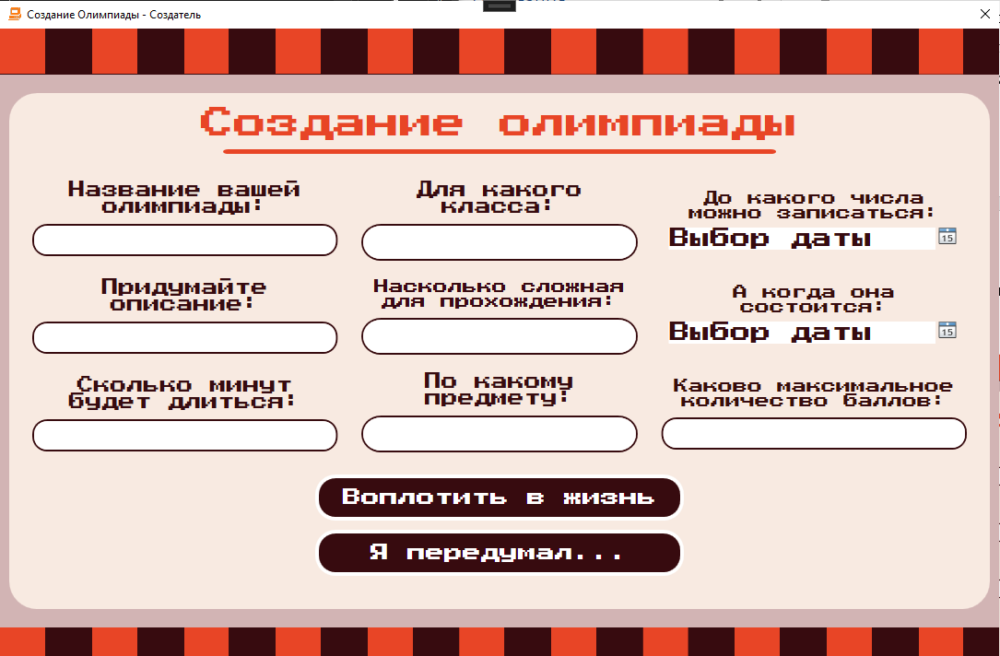 Создание Олимпиады - Создатель
Создание олимпиады
Название вашей
олимпиады:
Для какого
класса:
До какого числа
можно записаться:
Выбор даты
15
Придумайте
описание:
Насколько сложная
для прохождения:
А когда она
состоится:
Выбор даты
15
Сколько минут
будет длиться:
По какому
предмету:
Каково максимальное
количество баллов:
Воплотить в жизнь
Я передумал...